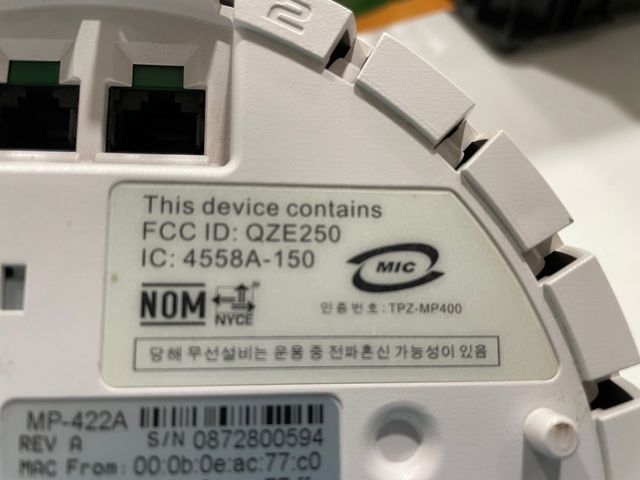 2
This device contains
FCC ID: QZE250
IC: 4558A-150
MIC
NOM
NYCE
인증번호: TPZ-MP400
당해 무선설비는 운용 중 전파혼신 가능성이 있음
MP-422A
REV A
S/N 0872800594
MAC From: 00:0b:0e:ac:77:c0